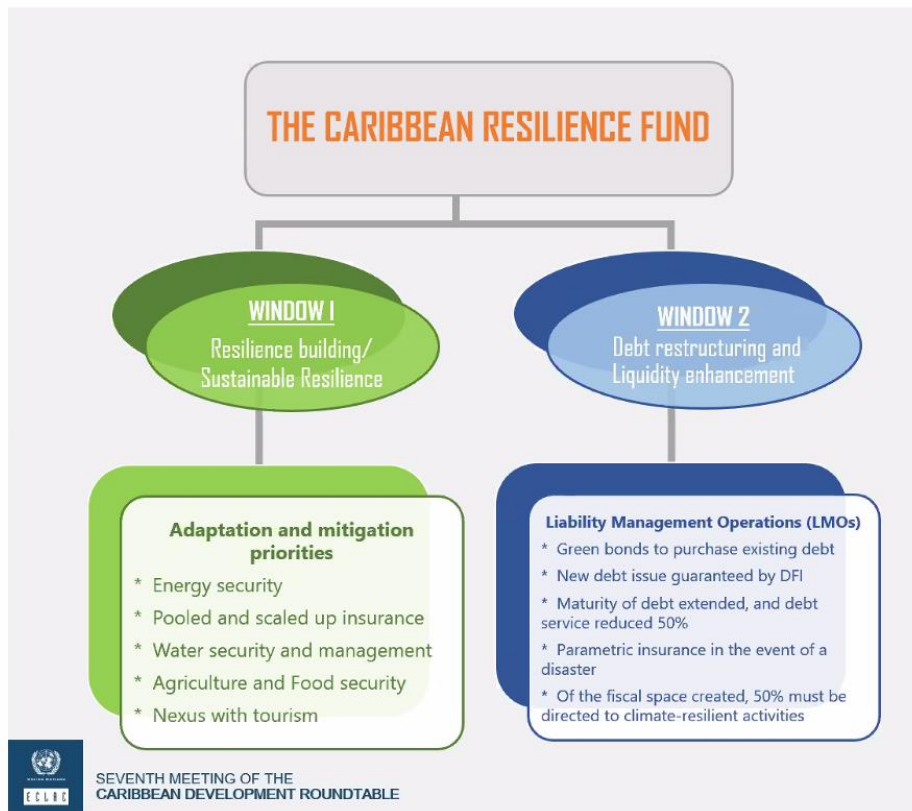 THE CARIBBEAN RESILIENCE FUND
WINDOW 1
Resilience building/
Sustainable Resilience
WINDOW 2
Debt restructuring and
Liquidity enhancement
Adaptation and mitigation
priorities
* Energy security
* Pooled and scaled up insurance
* Water security and management
* Agriculture and Food security
* Nexus with tourism
Liability Management Operations (LMOs)
* Green bonds to purchase existing debt
* New debt issue guaranteed by DFI
* Maturity of debt extended, and debt
service reduced 50%
* Parametric insurance in the event of a
disaster
* Of the fiscal space created, 50% must be
directed to climate-resilient activities
UNITED NATIONS
ECLAC
SEVENTH MEETING OF THE
CARIBBEAN DEVELOPMENT ROUNDTABLE